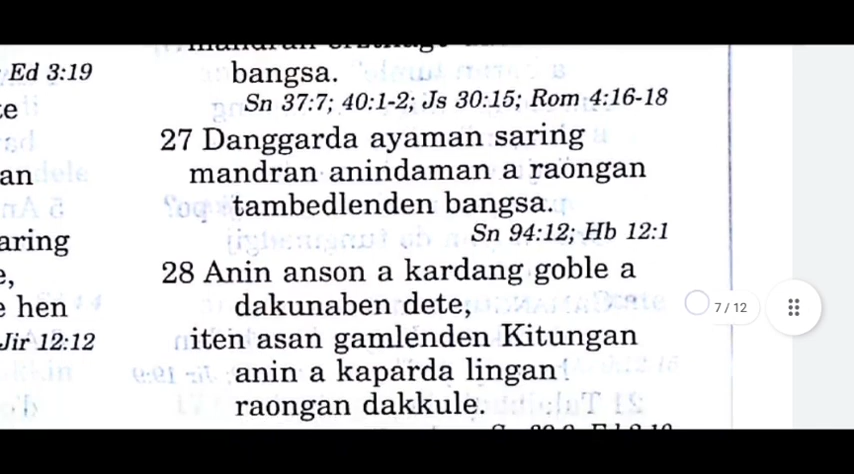 Ed 3:19
an
aring
e,
e hen
Jir 12:12
bangsa.
Sn 37:7; 40:1-2; Js 30:15; Rom 4:16-18
27 Danggarda ayaman saring
mandran anindaman a raongan
tambedlenden bangsa.
Sn 94:12; Hb 12:1
28 Anin anson a kardang goble a
dakunaben dete,
iten asan gamlenden Kitungan
anin a kaparda lingan
raongan dakkule.
7 / 12